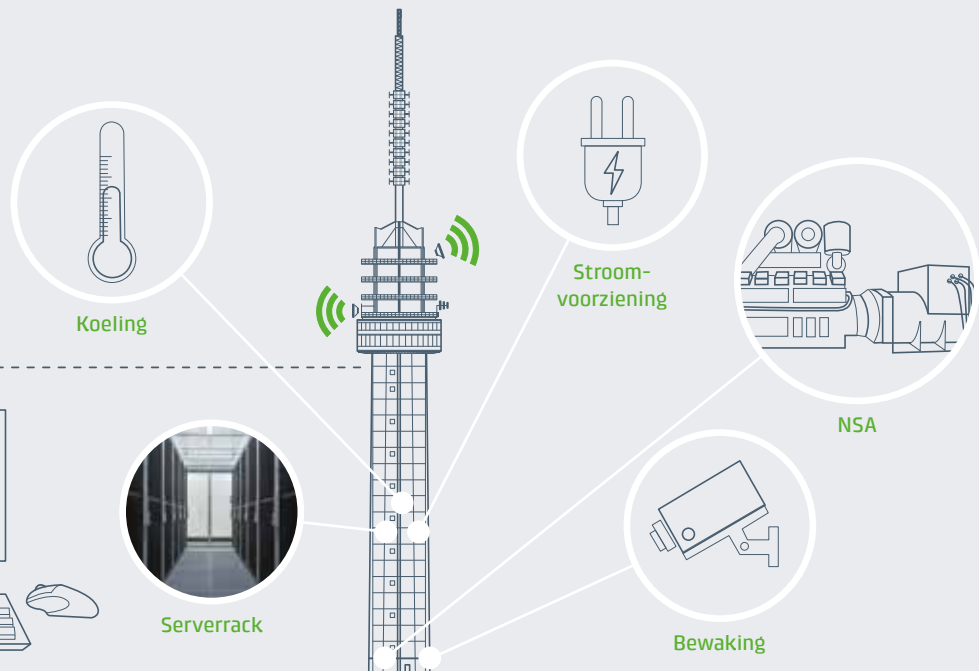 Koeling
Stroom-
voorziening
NSA
Serverrack
Bewaking